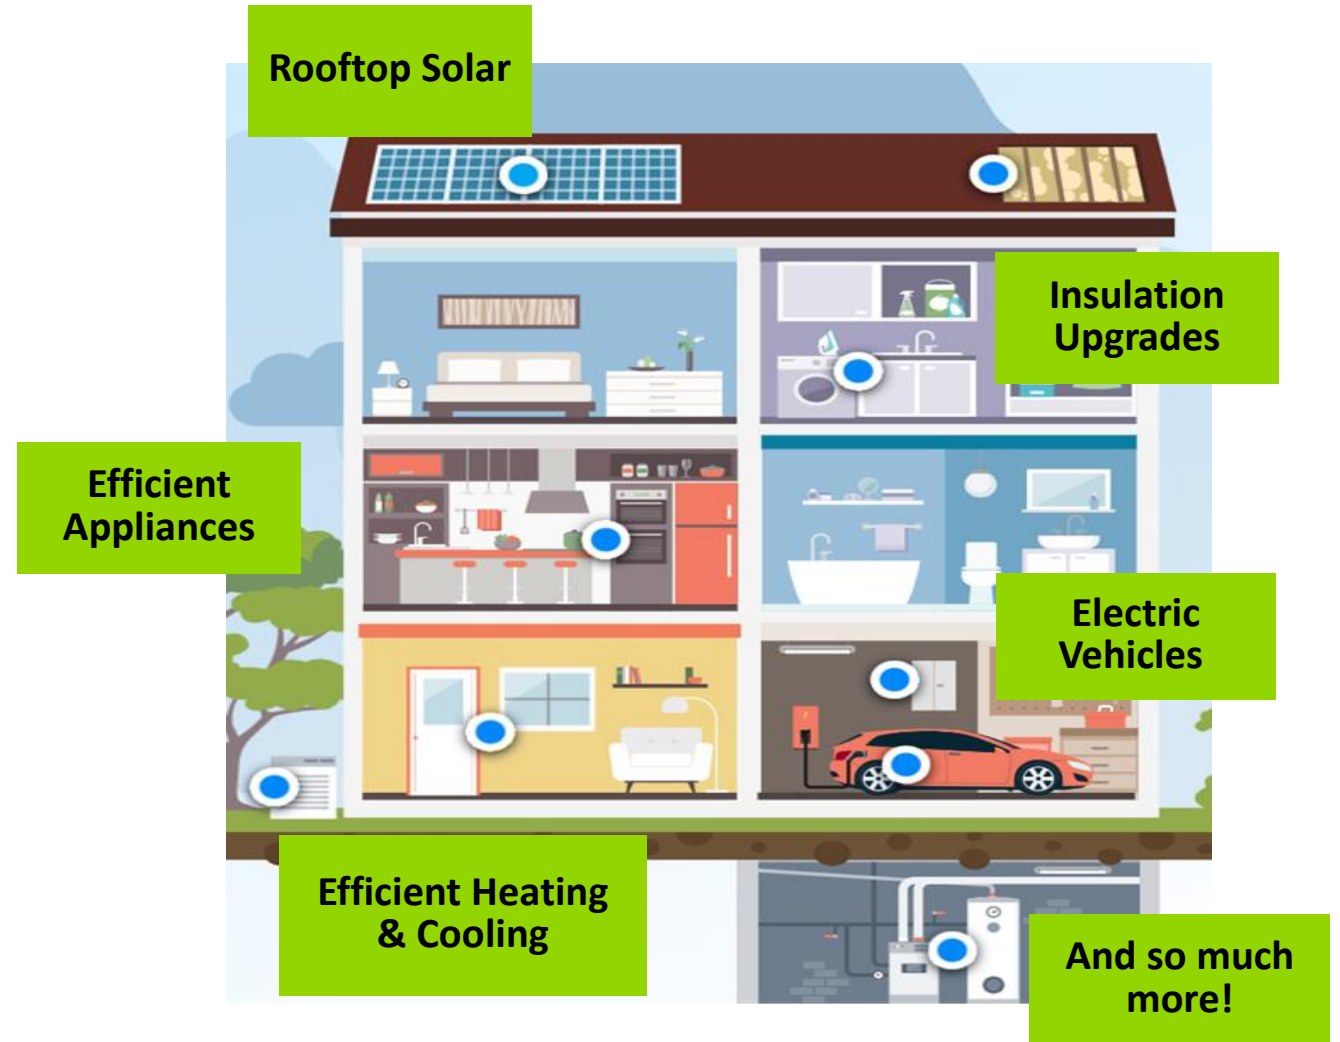 Rooftop Solar
Insulation
Upgrades
Efficient
Appliances
Electric
Vehicles
Efficient Heating
& Cooling
And so much
more!